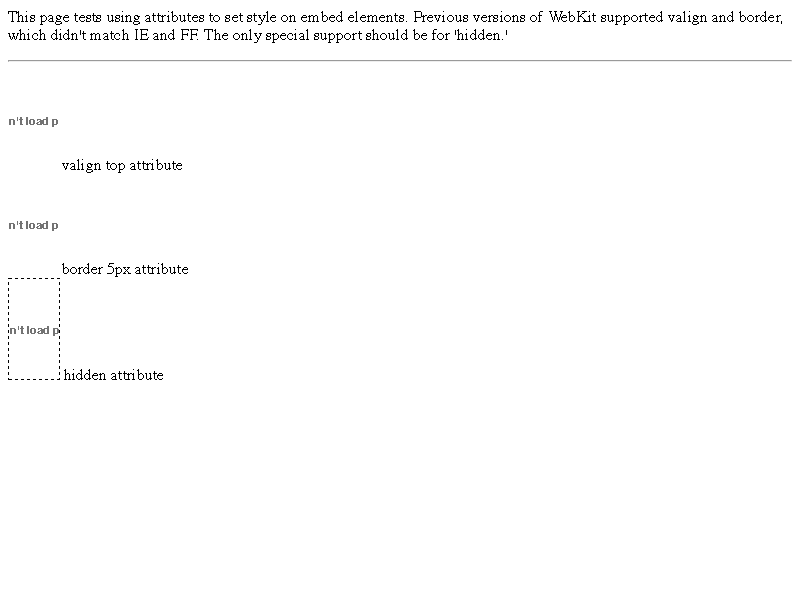 This page tests using attributes to set style on embed elements. Previous versions of WebKit supported valign and border,
which didn't match IE and FF. The only special support should be for 'hidden.'
n't load p
valign top attribute
n't load p
border 5px attribute
n't load p
hidden attribute